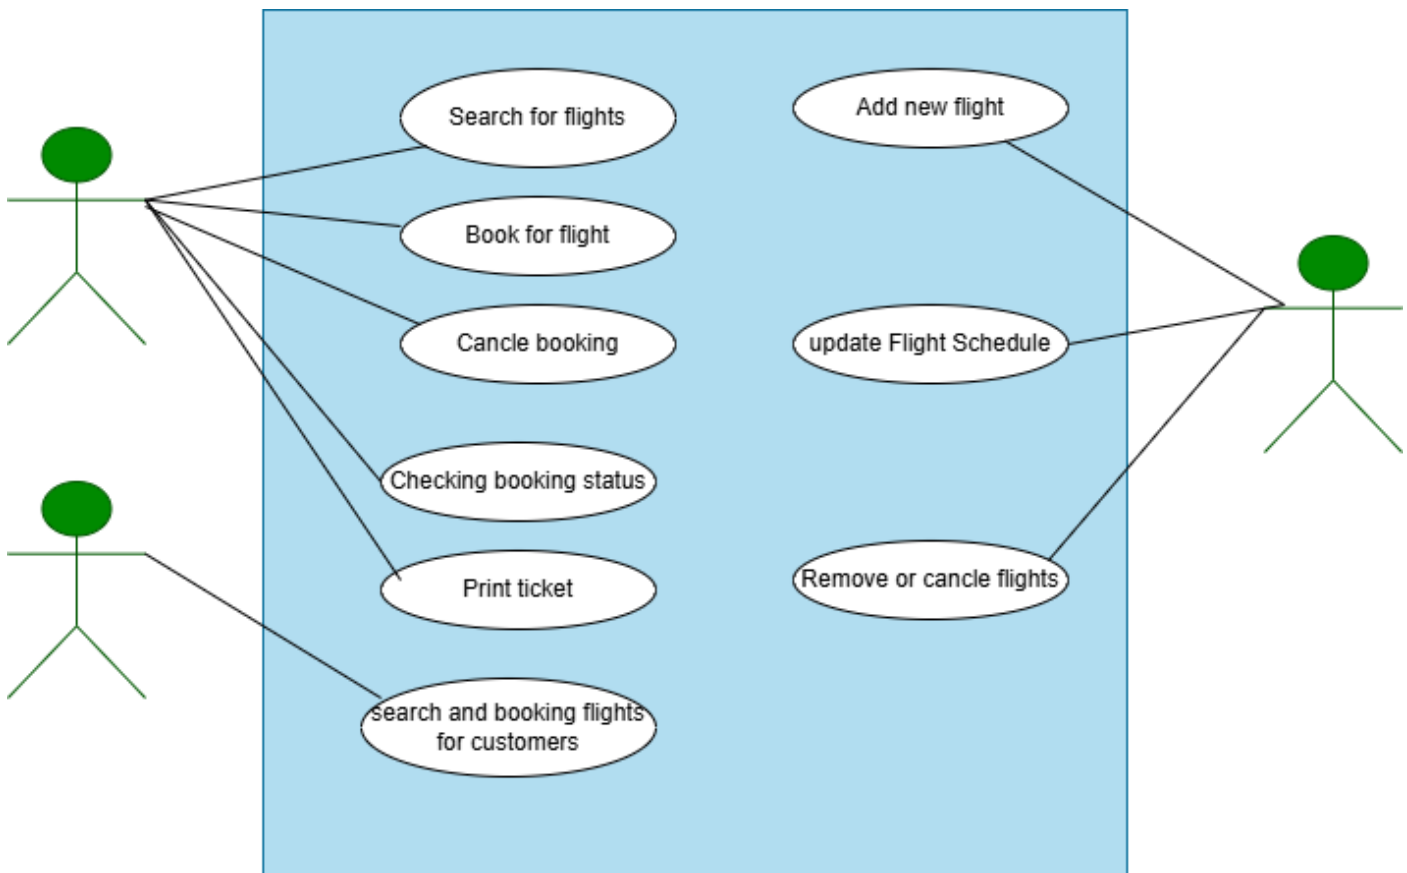 Search for flights
Book for flight
Cancle booking
Checking booking status
Print ticket
search and booking flights
for customers
Add new flight
update Flight Schedule
Remove or cancle flights